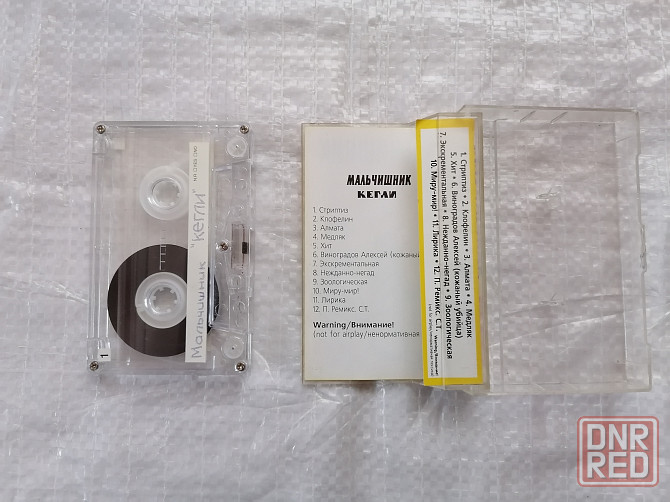 Мальчишник "Кегли"
1
МАЛЬЧИШНИК
КЕГЛИ
1. Стриптиз
2. Клофелин
3. Алмата
4. Медляк
5. Хит
6. Виноградов Алексей (кожаный
7. Экскрементальная
8. Нежданно-негад
9. Зоологическая
10. Миру-мир!
11. Лирика
12. П. Ремикс. С.Т.
Warning/Внимание!
(not for airplay/ненормативная
1. Стриптиз • 2. Клофелин • 3. Алмата • 4. Медляк
5. Хит • 6. Виноградов Алексей (кожаный убийца)
7. Экскрементальная • 8. Нежданно-негад • 9. Зоологическая
10. Миру-мир! • 11. Лирика • 12. П. Ремикс. С.Т. Warning/Внимание!
DNR
RED